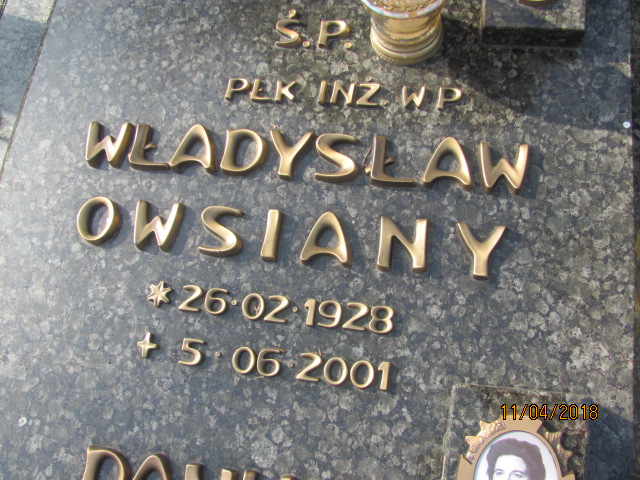 Ś.P.
PŁK INŻ. WP
WŁADYSŁAW
OWSIANY
* 26·02·1928
+ 5·06·2001
11/04/2018